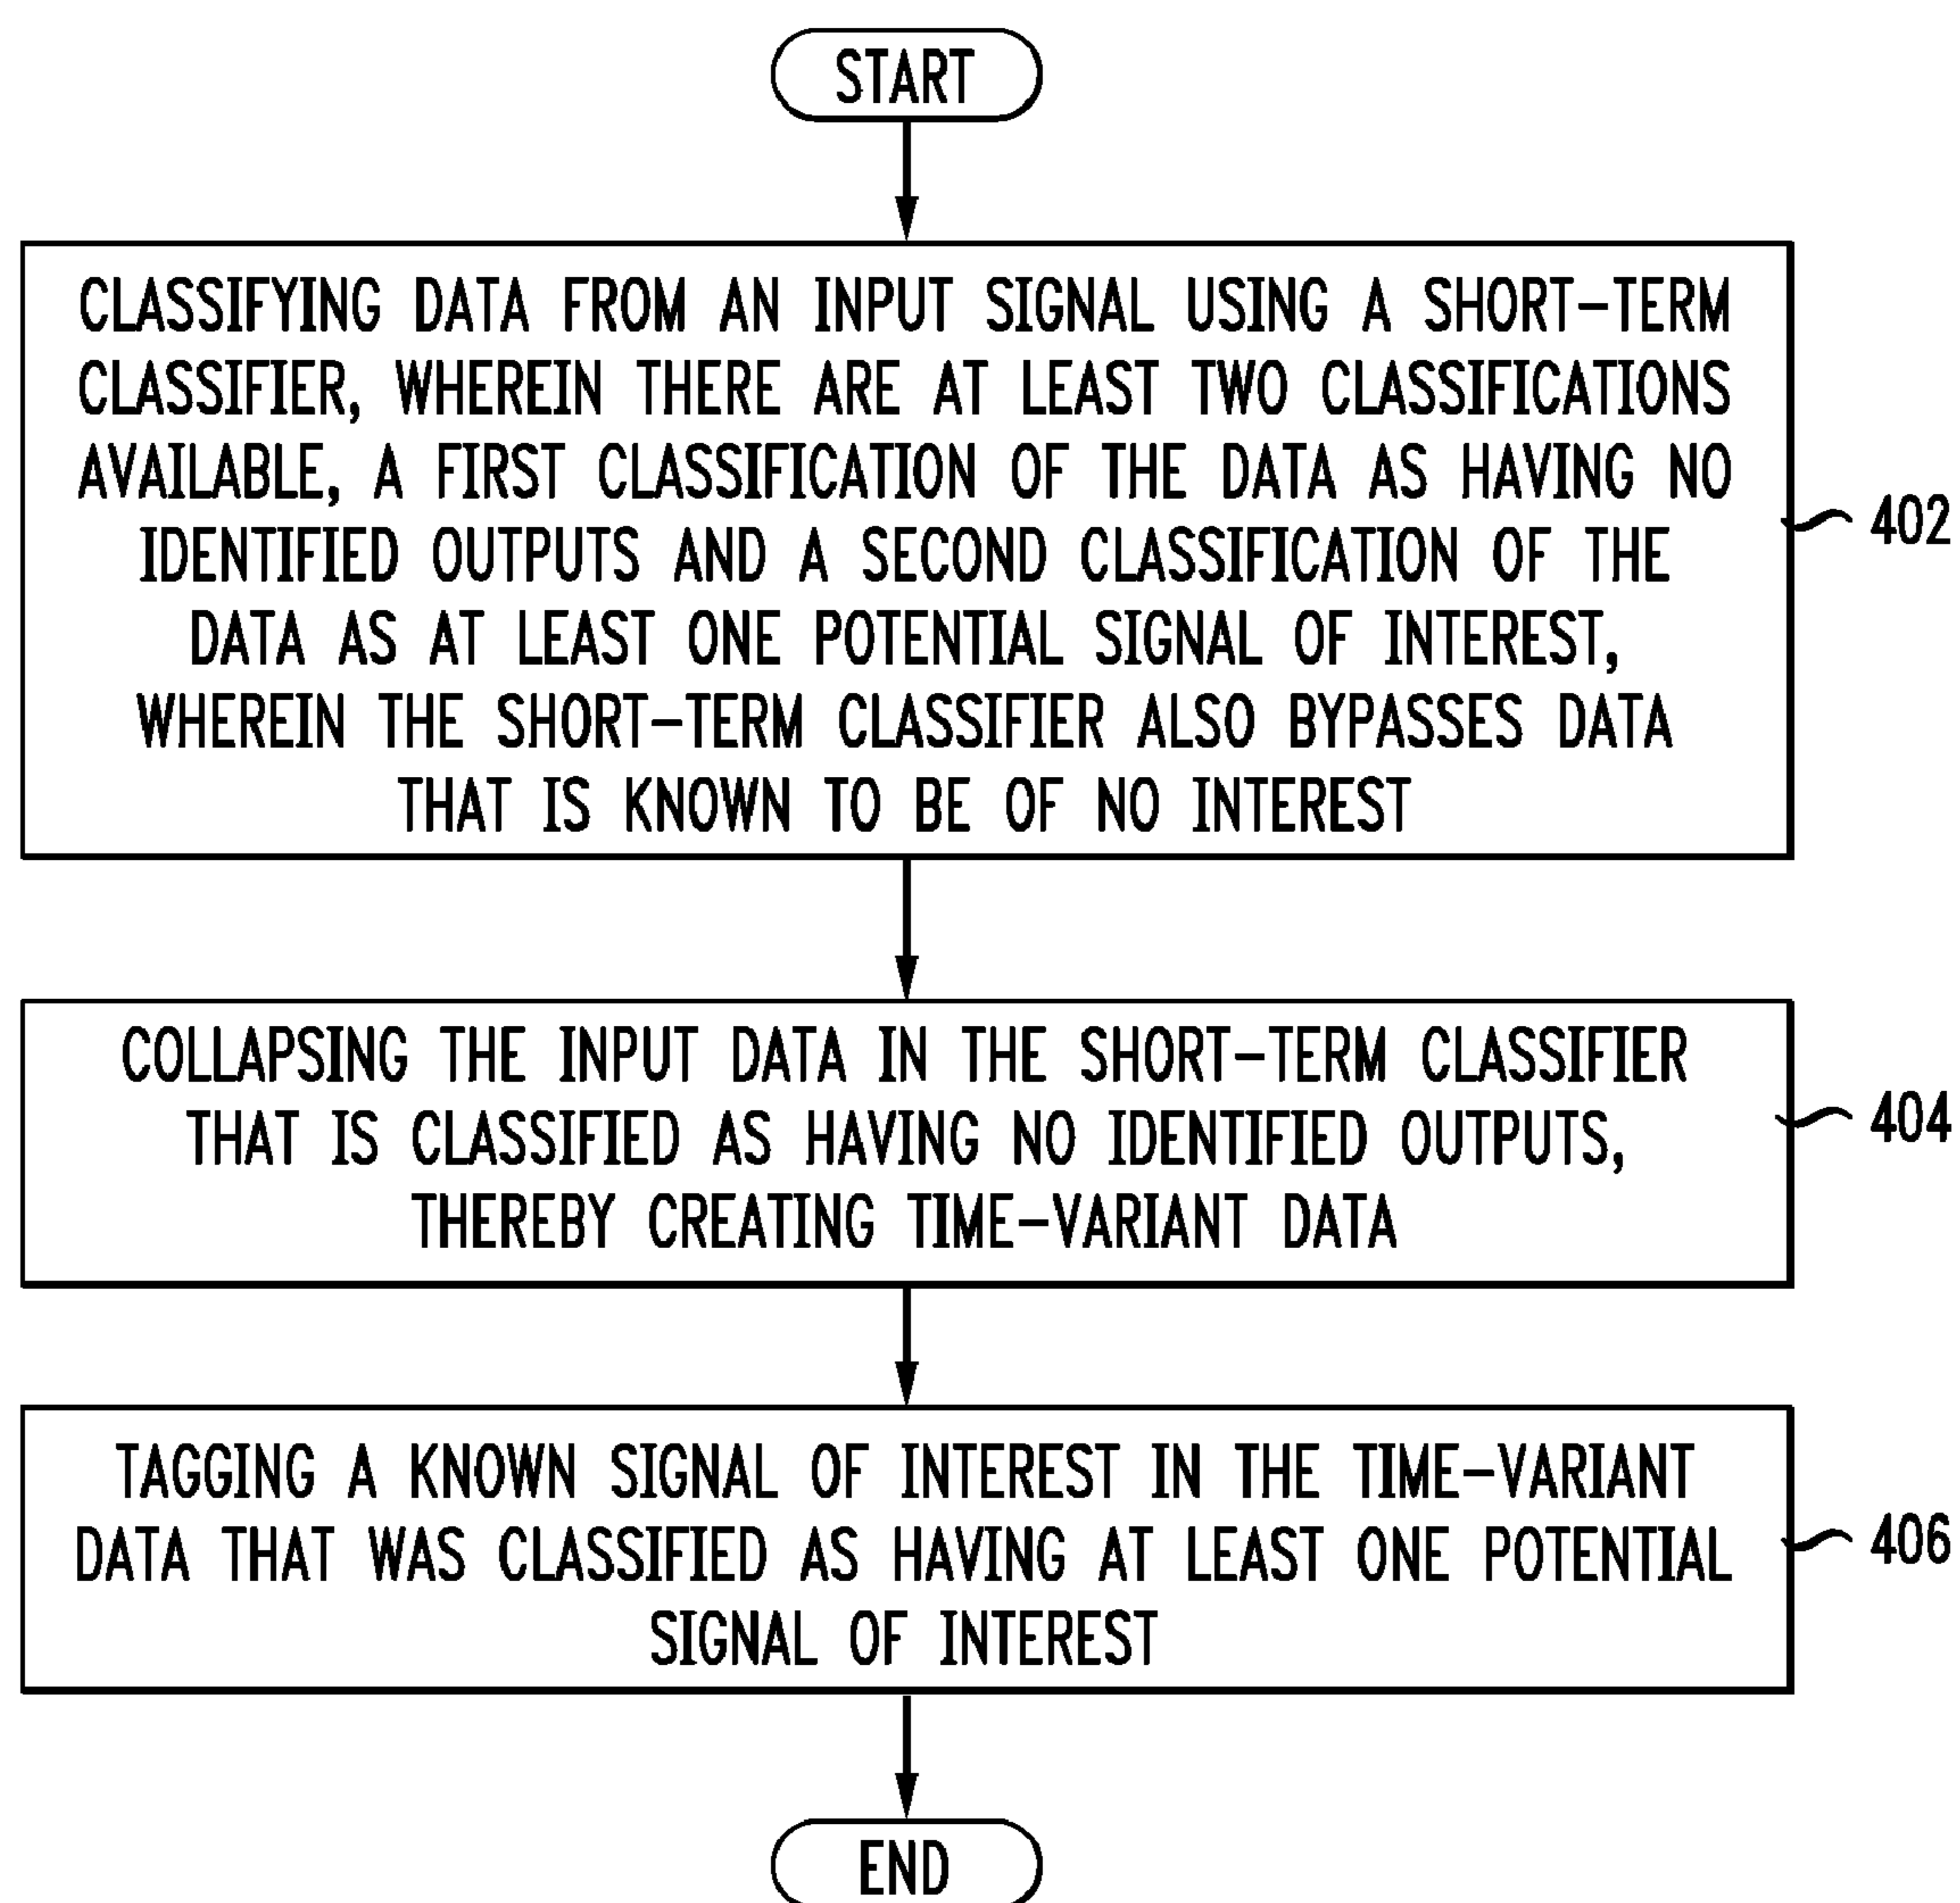 START
CLASSIFYING DATA FROM AN INPUT SIGNAL USING A SHORT-TERM
CLASSIFIER, WHEREIN THERE ARE AT LEAST TWO CLASSIFICATIONS
AVAILABLE, A FIRST CLASSIFICATION OF THE DATA AS HAVING NO
IDENTIFIED OUTPUTS AND A SECOND CLASSIFICATION OF THE
DATA AS AT LEAST ONE POTENTIAL SIGNAL OF INTEREST,
WHEREIN THE SHORT-TERM CLASSIFIER ALSO BYPASSES DATA
THAT IS KNOWN TO BE OF NO INTEREST
402
COLLAPSING THE INPUT DATA IN THE SHORT-TERM CLASSIFIER
THAT IS CLASSIFIED AS HAVING NO IDENTIFIED OUTPUTS,
THEREBY CREATING TIME-VARIANT DATA
404
TAGGING A KNOWN SIGNAL OF INTEREST IN THE TIME-VARIANT
DATA THAT WAS CLASSIFIED AS HAVING AT LEAST ONE POTENTIAL
SIGNAL OF INTEREST
406
END